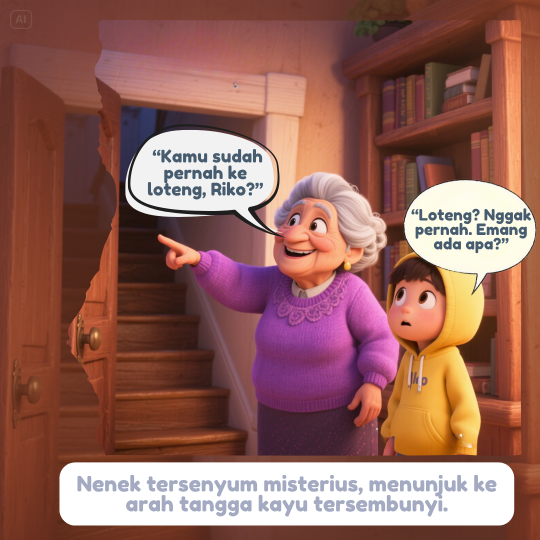 AI
“Kamu sudah
pernah ke
loteng, Riko?”
“Loteng? Nggak
pernah. Emang
ada apa?”
Nenek tersenyum misterius, menunjuk ke
arah tangga kayu tersembunyi.